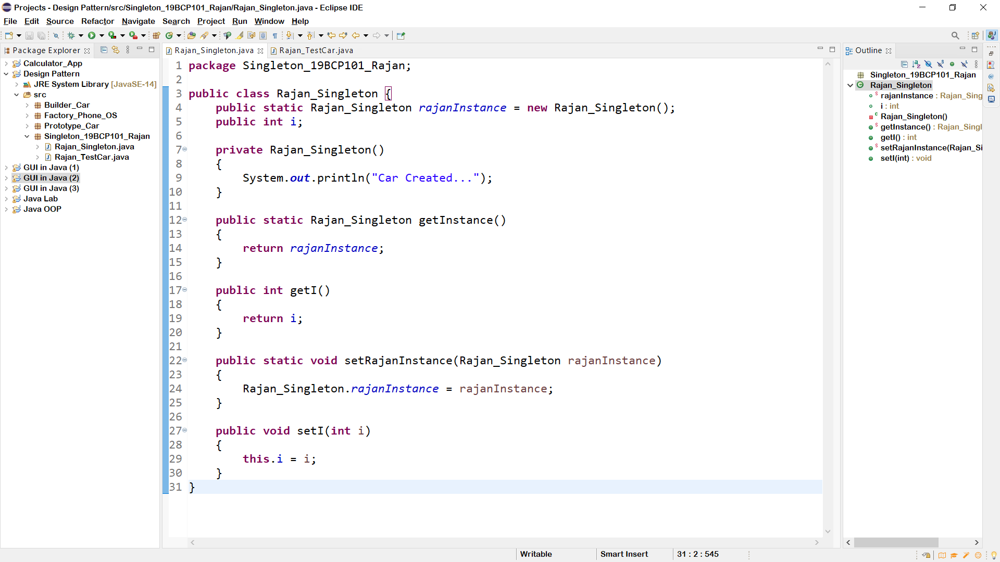 Projects - Design Pattern/src/Singleton_19BCP101_Rajan/Rajan_Singleton.java - Eclipse IDE
File Edit Source Refactor Navigate Search Project Run Window Help
Package Explorer
Calculator_App
Design Pattern
JRE System Library [JavaSE-14]
src
Builder_Car
Factory_Phone_OS
Prototype_Car
Singleton_19BCP101_Rajan
Rajan_Singleton.java
Rajan_TestCar.java
GUI in Java (1)
GUI in Java (2)
GUI in Java (3)
Java Lab
Java OOP
Rajan_Singleton.java Rajan_TestCar.java
1 package Singleton_19BCP101_Rajan;
2
3 public class Rajan_Singleton {
4 public static Rajan_Singleton rajanInstance = new Rajan_Singleton();
5 public int i;
6
7 private Rajan_Singleton()
8 {
9 System.out.println("Car Created...");
10 }
11
12 public static Rajan_Singleton getInstance()
13 {
14 return rajanInstance;
15 }
16
17 public int getI()
18 {
19 return i;
20 }
21
22 public static void setRajanInstance(Rajan_Singleton rajanInstance)
23 {
24 Rajan_Singleton.rajanInstance = rajanInstance;
25 }
26
27 public void setI(int i)
28 {
29 this.i = i;
30 }
31 }
Outline
Singleton_19BCP101_Rajan
Rajan_Singleton
rajanInstance : Rajan_Sing
i : int
Rajan_Singleton()
getInstance() : Rajan_Singl
getI() : int
setRajanInstance(Rajan_Si
setI(int) : void
Writable Smart Insert 31 : 2 : 545